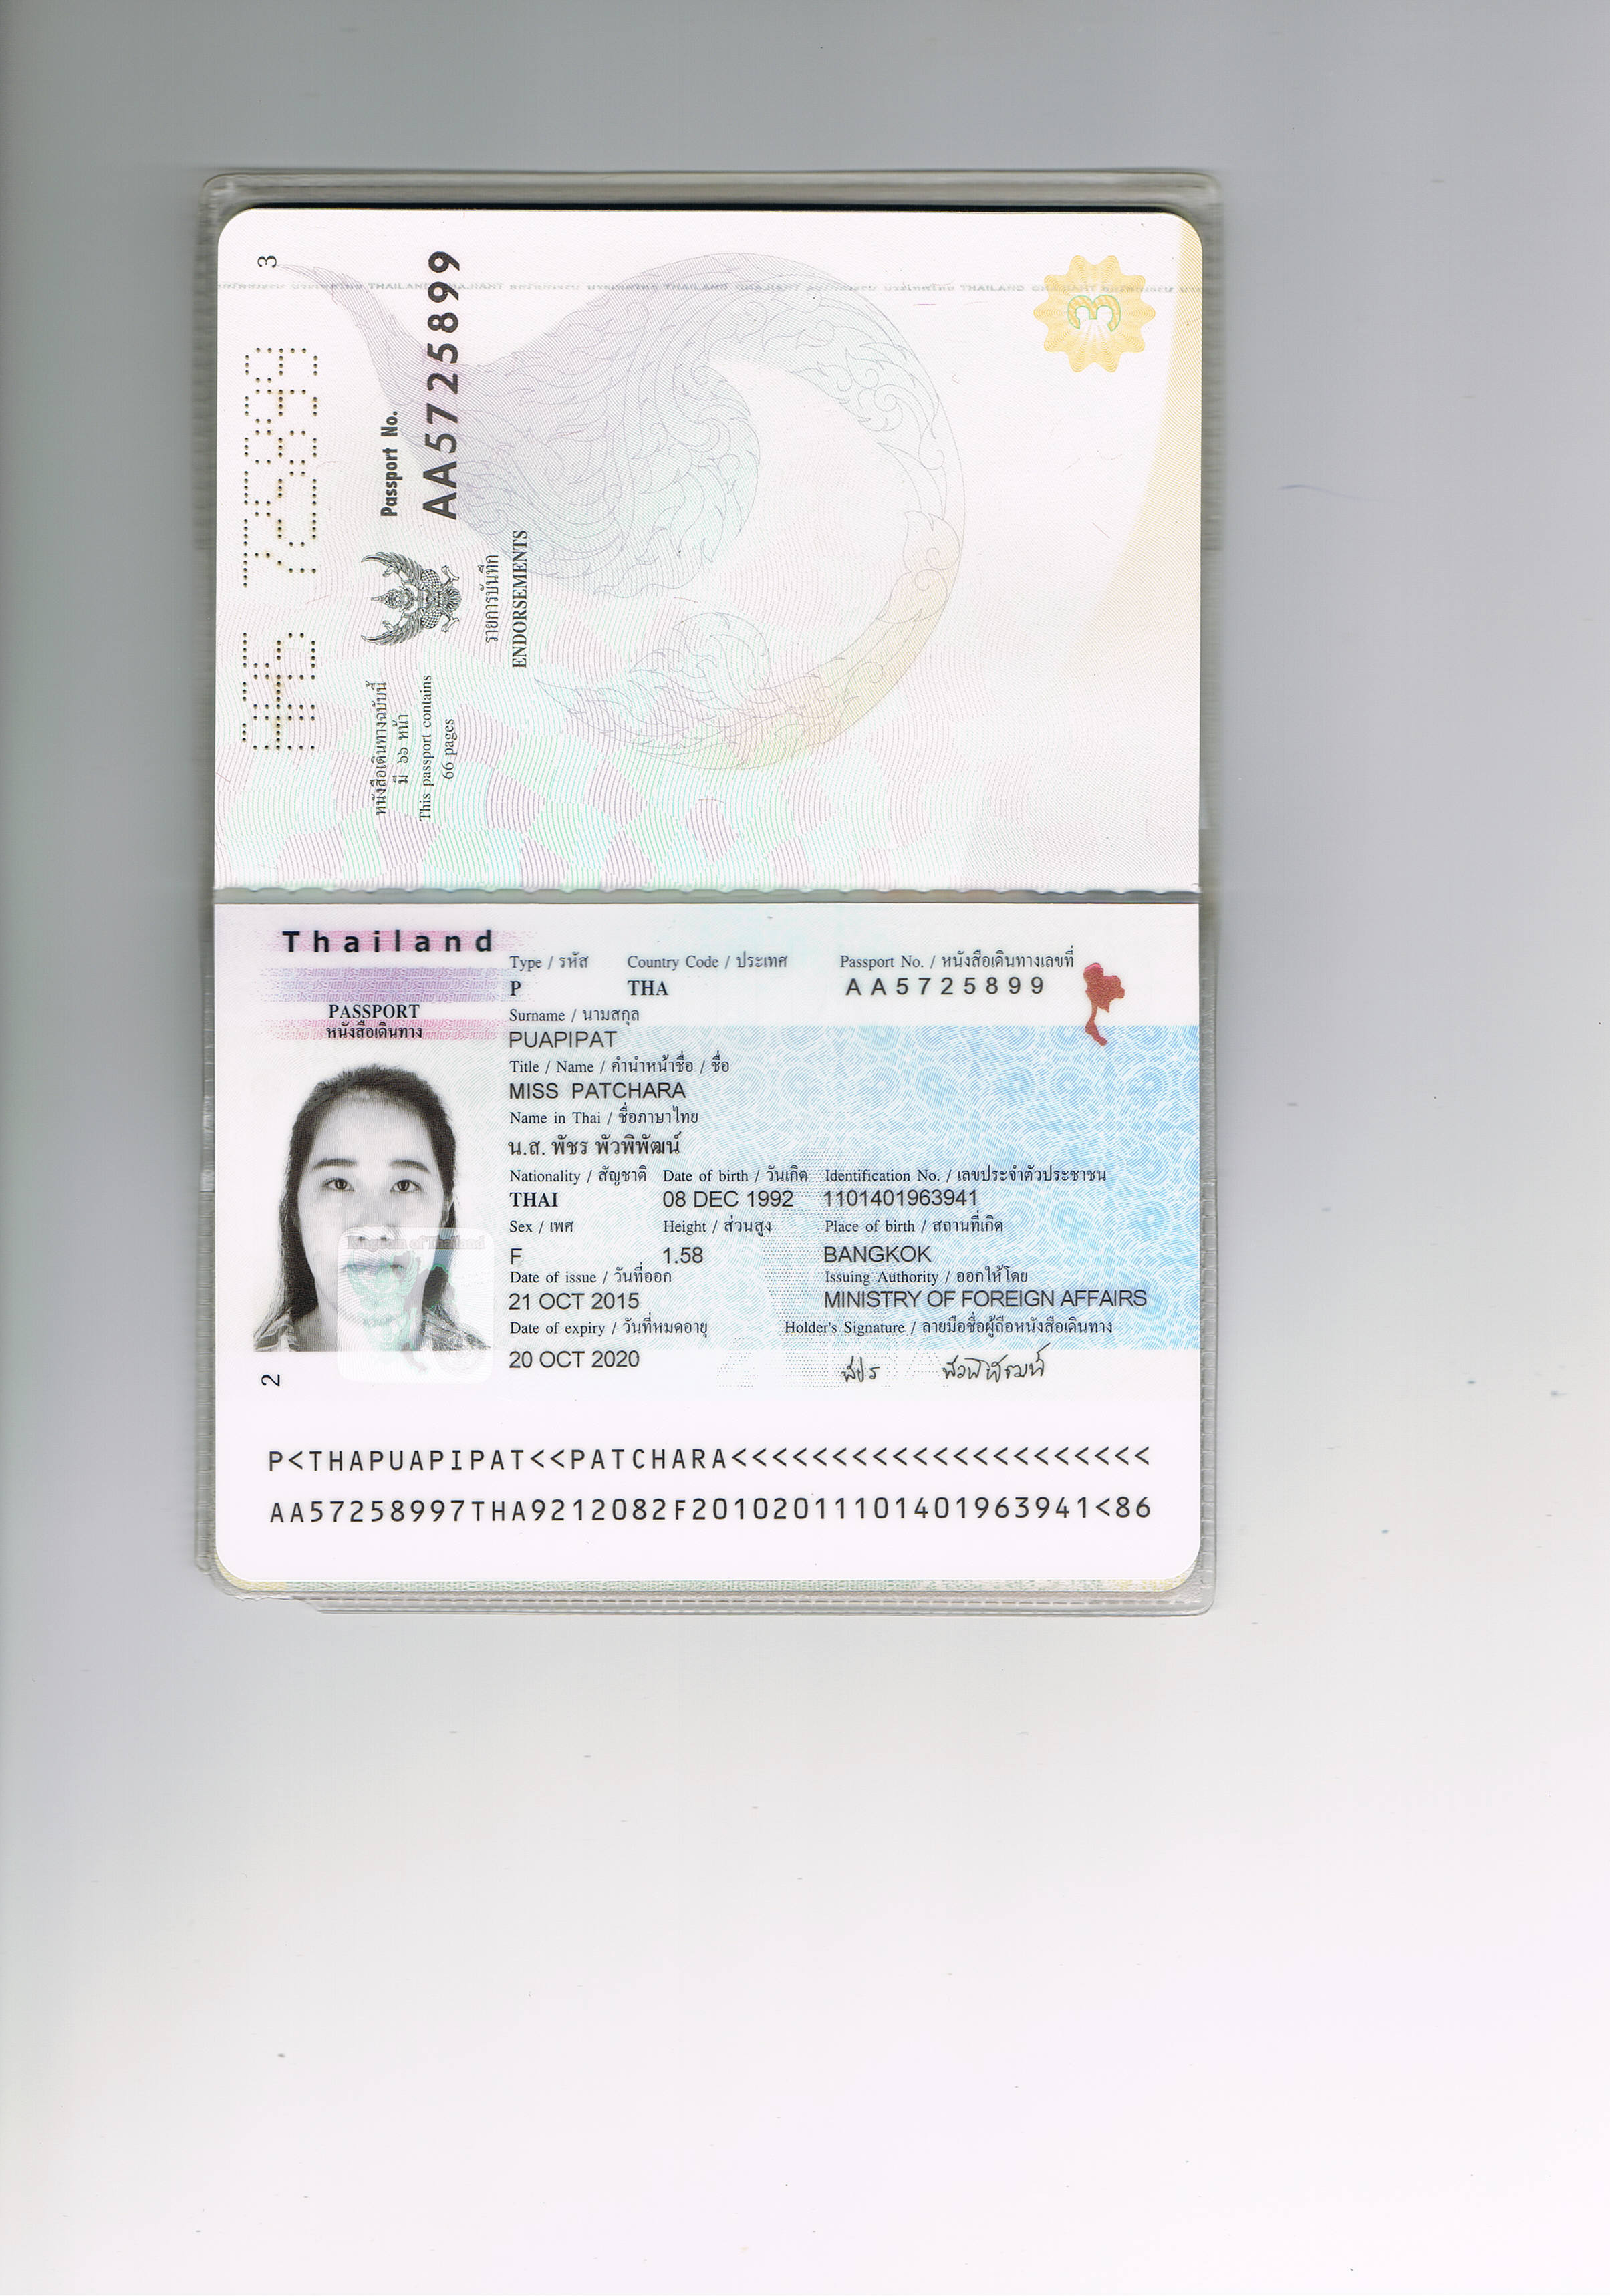 3
AA5725899
Passport No.
AA5725899
หนังสือเดินทางฉบับนี้
มี ๖๖ หน้า
This passport contains
66 pages
รายการบันทึก
ENDORSEMENTS
3
Thailand
PASSPORT
หนังสือเดินทาง
Type / รหัส Country Code / ประเทศ Passport No. / หนังสือเดินทางเลขที่
P THA AA5725899
Surname / นามสกุล
PUAPIPAT
Title / Name / คำนำหน้าชื่อ / ชื่อ
MISS PATCHARA
Name in Thai / ชื่อภาษาไทย
น.ส. พัชร พัวพิพัฒน์
Nationality / สัญชาติ Date of birth / วันเกิด Identification No. / เลขประจำตัวประชาชน
THAI 08 DEC 1992 1101401963941
Sex / เพศ Height / ส่วนสูง Place of birth / สถานที่เกิด
F 1.58 BANGKOK
Date of issue / วันที่ออก Issuing Authority / ออกให้โดย
21 OCT 2015 MINISTRY OF FOREIGN AFFAIRS
Date of expiry / วันที่หมดอายุ Holder's Signature / ลายมือชื่อผู้ถือหนังสือเดินทาง
20 OCT 2020 พัชร พัวพิพัฒน์
Kingdom of Thailand
2
P<THAPUAPIPAT<<PATCHARA<<<<<<<<<<<<<<<<<<<<<
AA57258997THA9212082F20102011101401963941<86